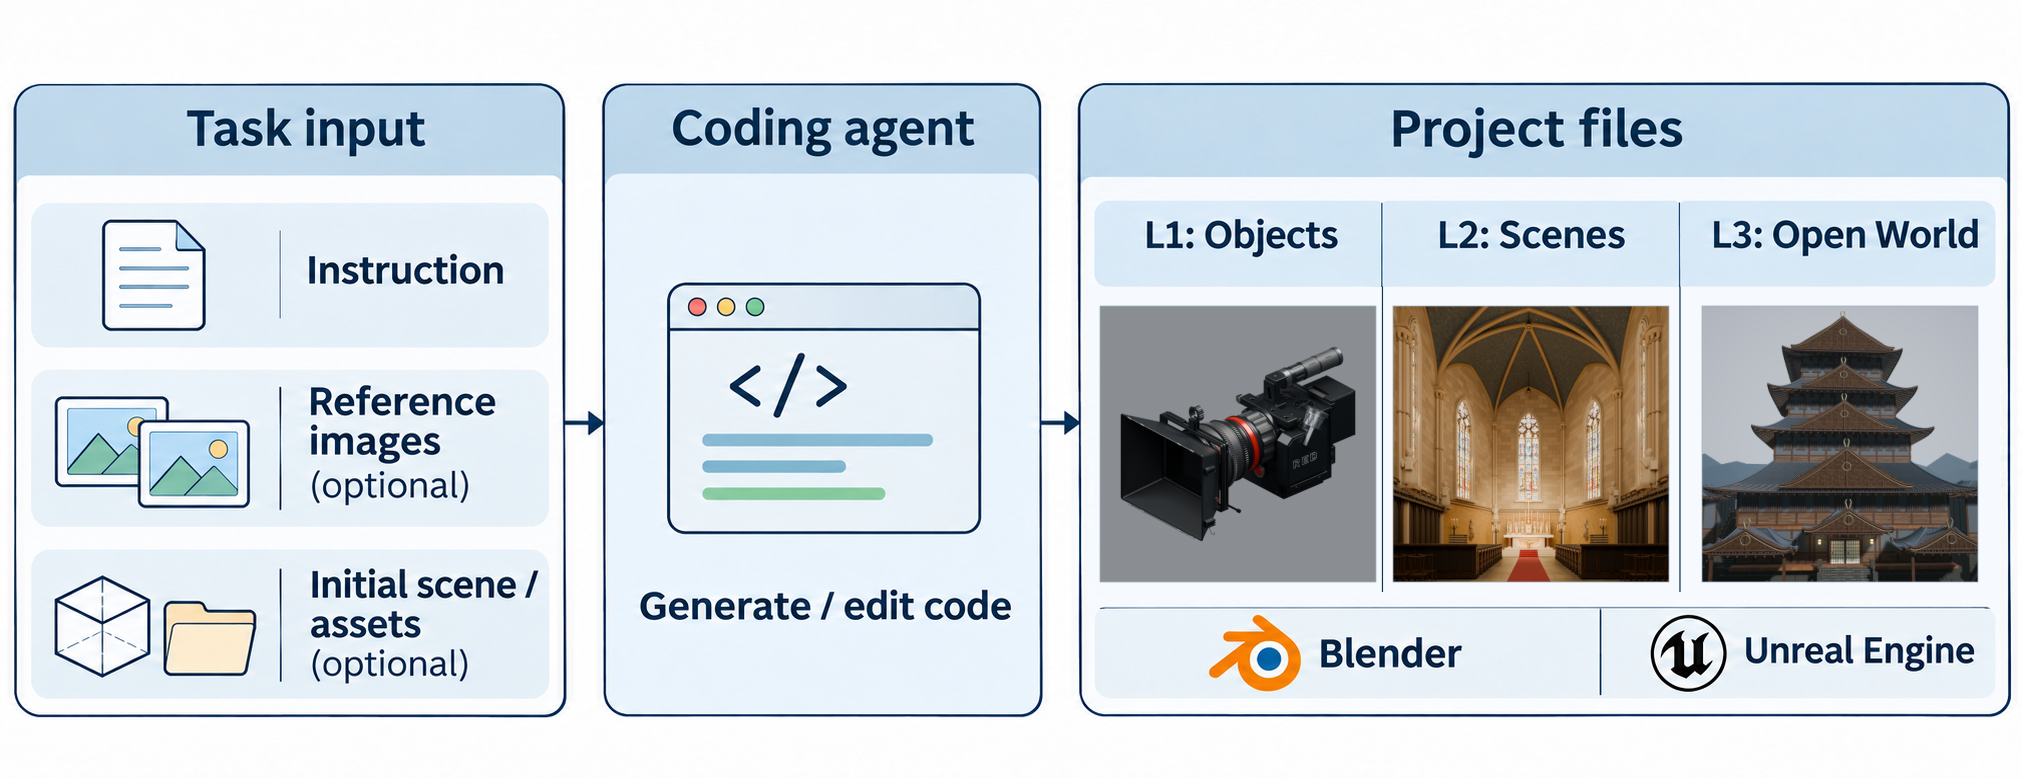 Task input
Instruction
Reference
images
(optional)
Initial scene /
assets
(optional)
Coding agent
</>
Generate / edit code
Project files
L1: Objects
L2: Scenes
L3: Open World
RED
Blender
Unreal Engine